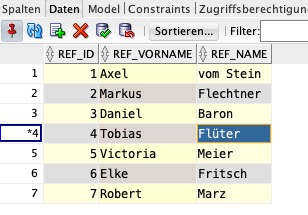 Spalten Daten Model Constraints Zugriffsberechtigun
Sortieren... Filter:
REF_ID REF_VORNAME REF_NAME
1 1 Axel vom Stein
2 2 Markus Flechtner
3 3 Daniel Baron
*4 4 Tobias Flüter
5 5 Victoria Meier
6 6 Elke Fritsch
7 7 Robert Marz